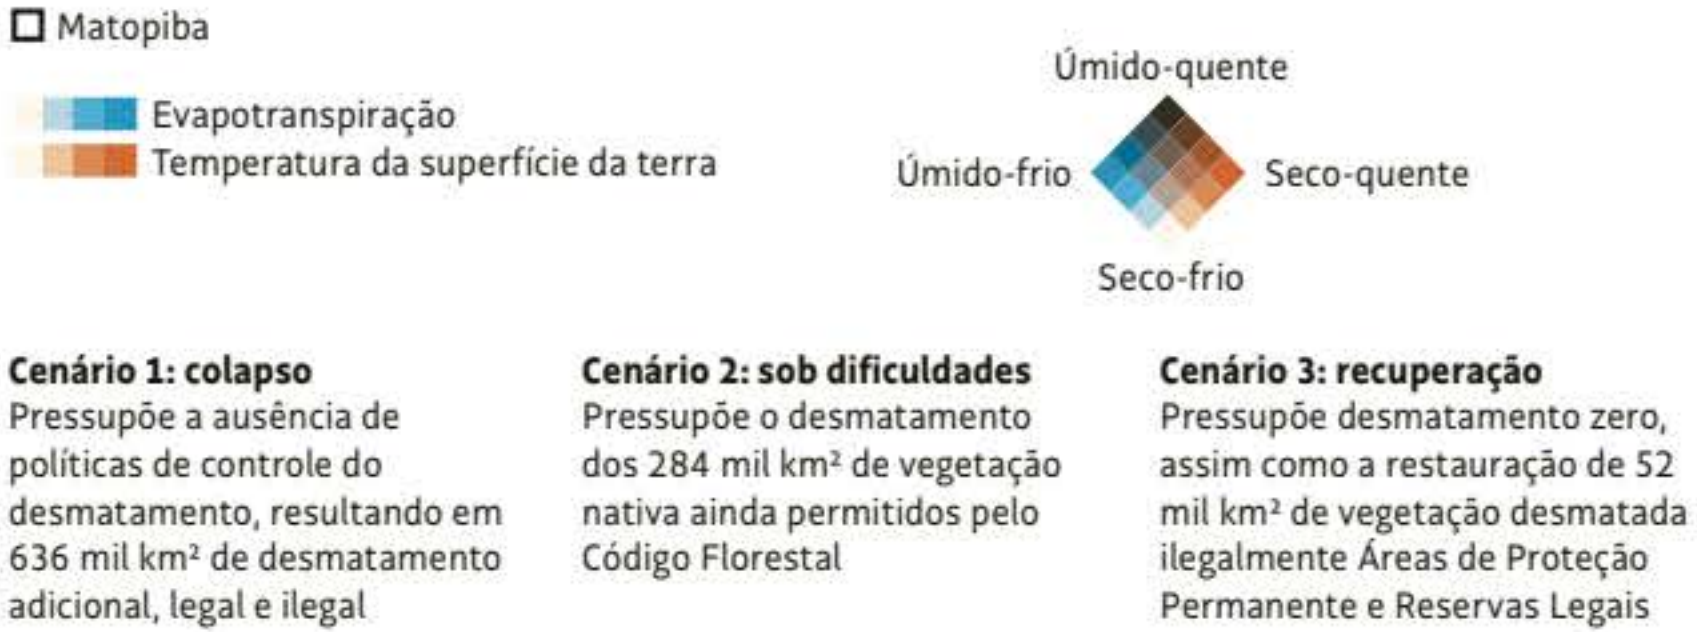 Matopiba
Evapotranspiração
Temperatura da superfície da terra
Úmido-quente
Úmido-frio
Seco-quente
Seco-frio
Cenário 1: colapso
Pressupõe a ausência de
políticas de controle do
desmatamento, resultando em
636 mil km² de desmatamento
adicional, legal e ilegal
Cenário 2: sob dificuldades
Pressupõe o desmatamento
dos 284 mil km² de vegetação
nativa ainda permitidos pelo
Código Florestal
Cenário 3: recuperação
Pressupõe desmatamento zero,
assim como a restauração de 52
mil km² de vegetação desmatada
ilegalmente Áreas de Proteção
Permanente e Reservas Legais